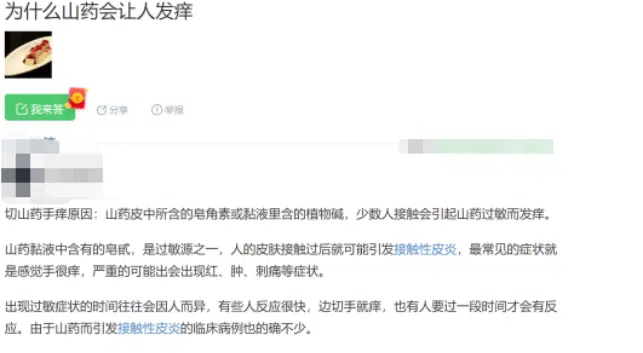 为什么山药会让人发痒
我来答
分享
举报
切山药手痒原因：山药皮中所含的皂角素或黏液里含的植物碱，少数人接触会引起山药过敏而发痒。
山药黏液中含有的皂甙，是过敏源之一，人的皮肤接触过后就可能引发接触性皮炎，最常见的症状就
是感觉手很痒，严重的可能出会出现红、肿、刺痛等症状。
出现过敏症状的时间往往会因人而异，有些人反应很快，边切手就痒，也有人要过一段时间才会有反
应。由于山药而引发接触性皮炎的临床病例也的确不少。